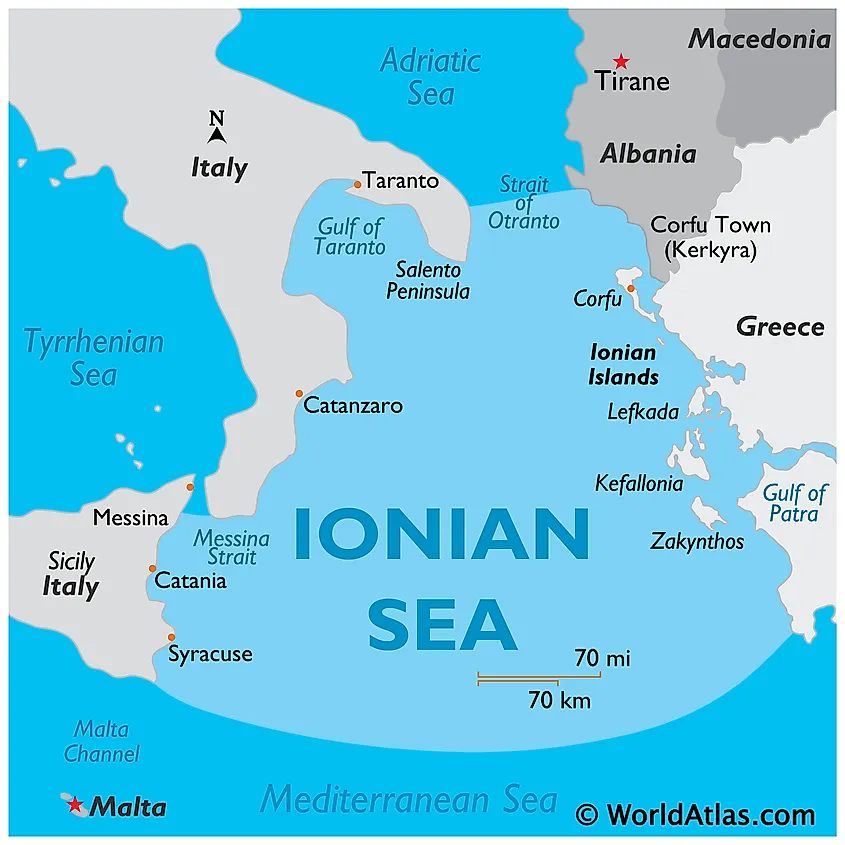 Macedonia
Adriatic
Sea
Tirane
N
Italy
Albania
Taranto
Strait
of
Otranto
Gulf of
Taranto
Corfu Town
(Kerkyra)
Salento
Peninsula
Corfu
Greece
Tyrrhenian
Sea
Ionian
Islands
Catanzaro
Lefkada
Kefallonia
Gulf of
Patra
Messina
Messina
Strait
IONIAN
SEA
Zakynthos
Sicily
Italy
Catania
Syracuse
70 mi
70 km
Malta
Channel
Malta
Mediterranean Sea
© WorldAtlas.com